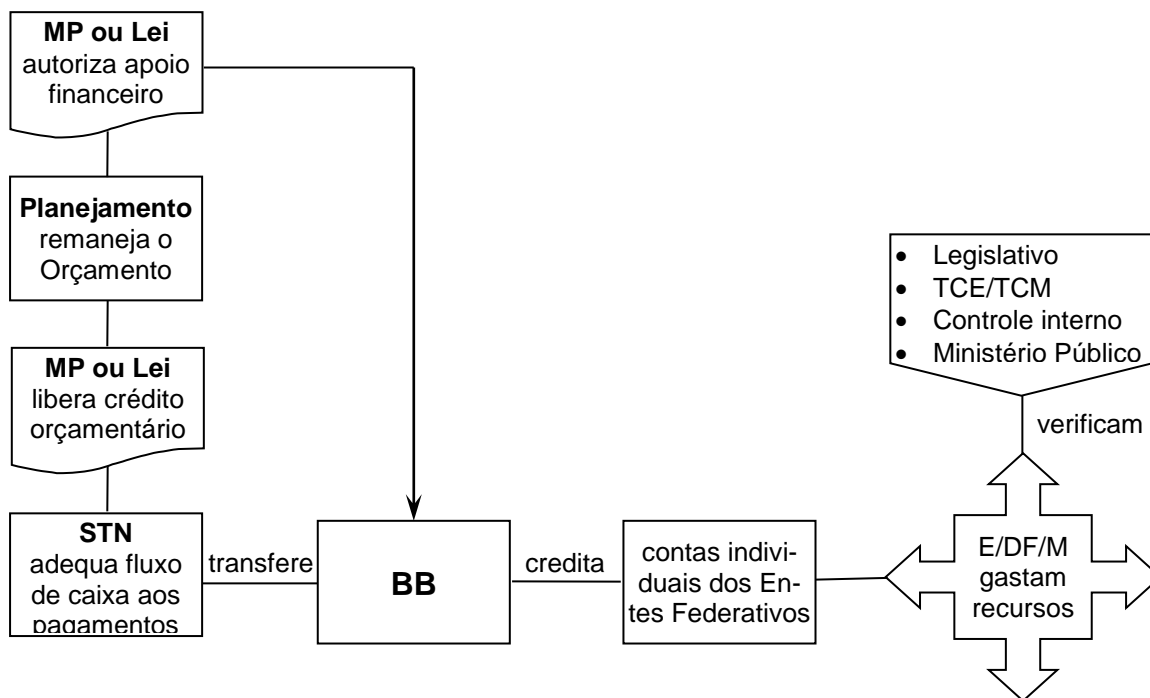 MP ou Lei
autoriza apoio
financeiro
Planejamento
remaneja o
Orçamento
MP ou Lei
libera crédito
orçamentário
STN
adequa fluxo
de caixa aos
pagamentos
transfere
BB
credita
contas indivi-
duais dos En-
tes Federativos
E/DF/M
gastam
recursos
verificam
• Legislativo
• TCE/TCM
• Controle interno
• Ministério Público